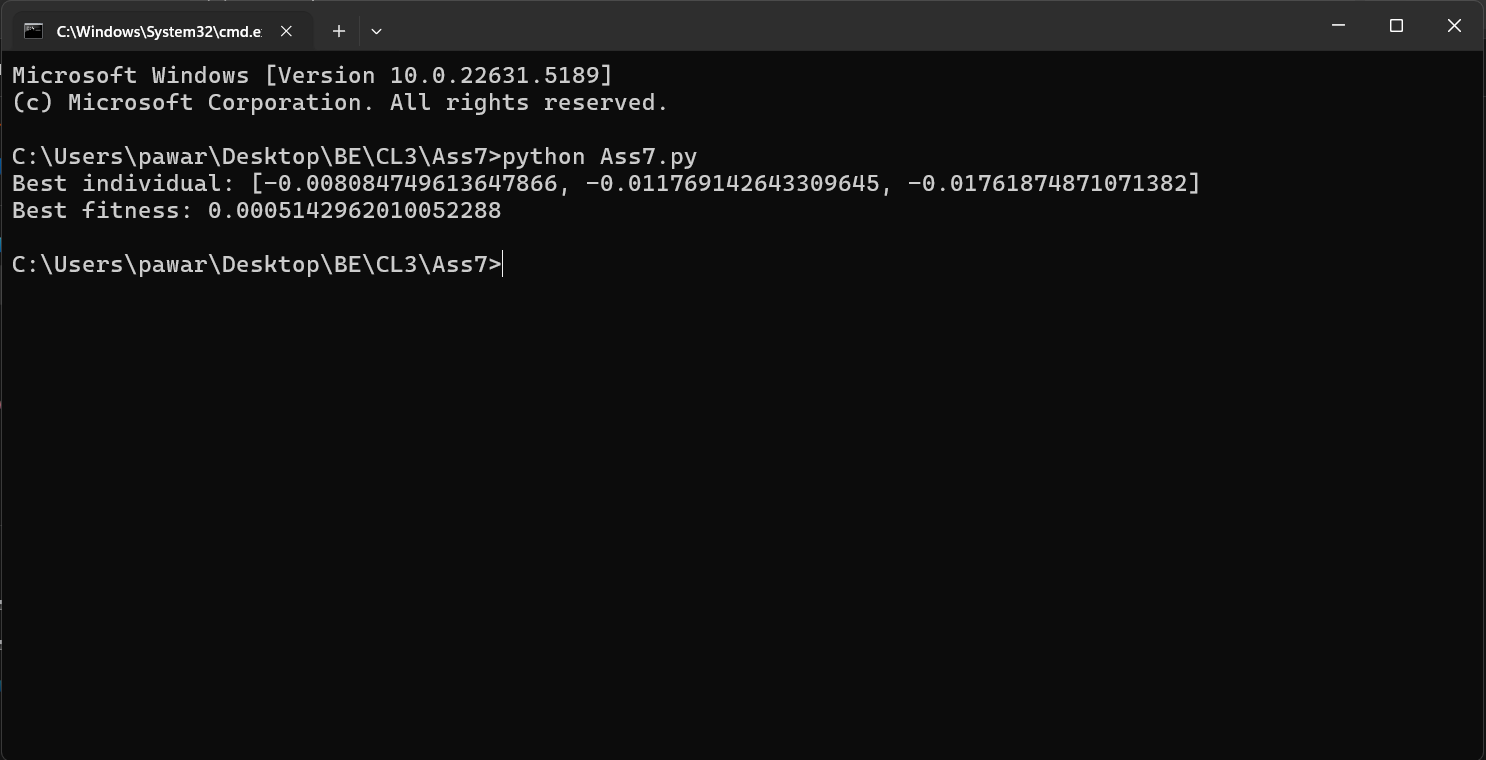 C:\Windows\System32\cmd.e
Microsoft Windows [Version 10.0.22631.5189]
(c) Microsoft Corporation. All rights reserved.
C:\Users\pawar\Desktop\BE\CL3\Ass7>python Ass7.py
Best individual: [-0.008084749613647866, -0.011769142643309645, -0.01761874871071382]
Best fitness: 0.0005142962010052288
C:\Users\pawar\Desktop\BE\CL3\Ass7>